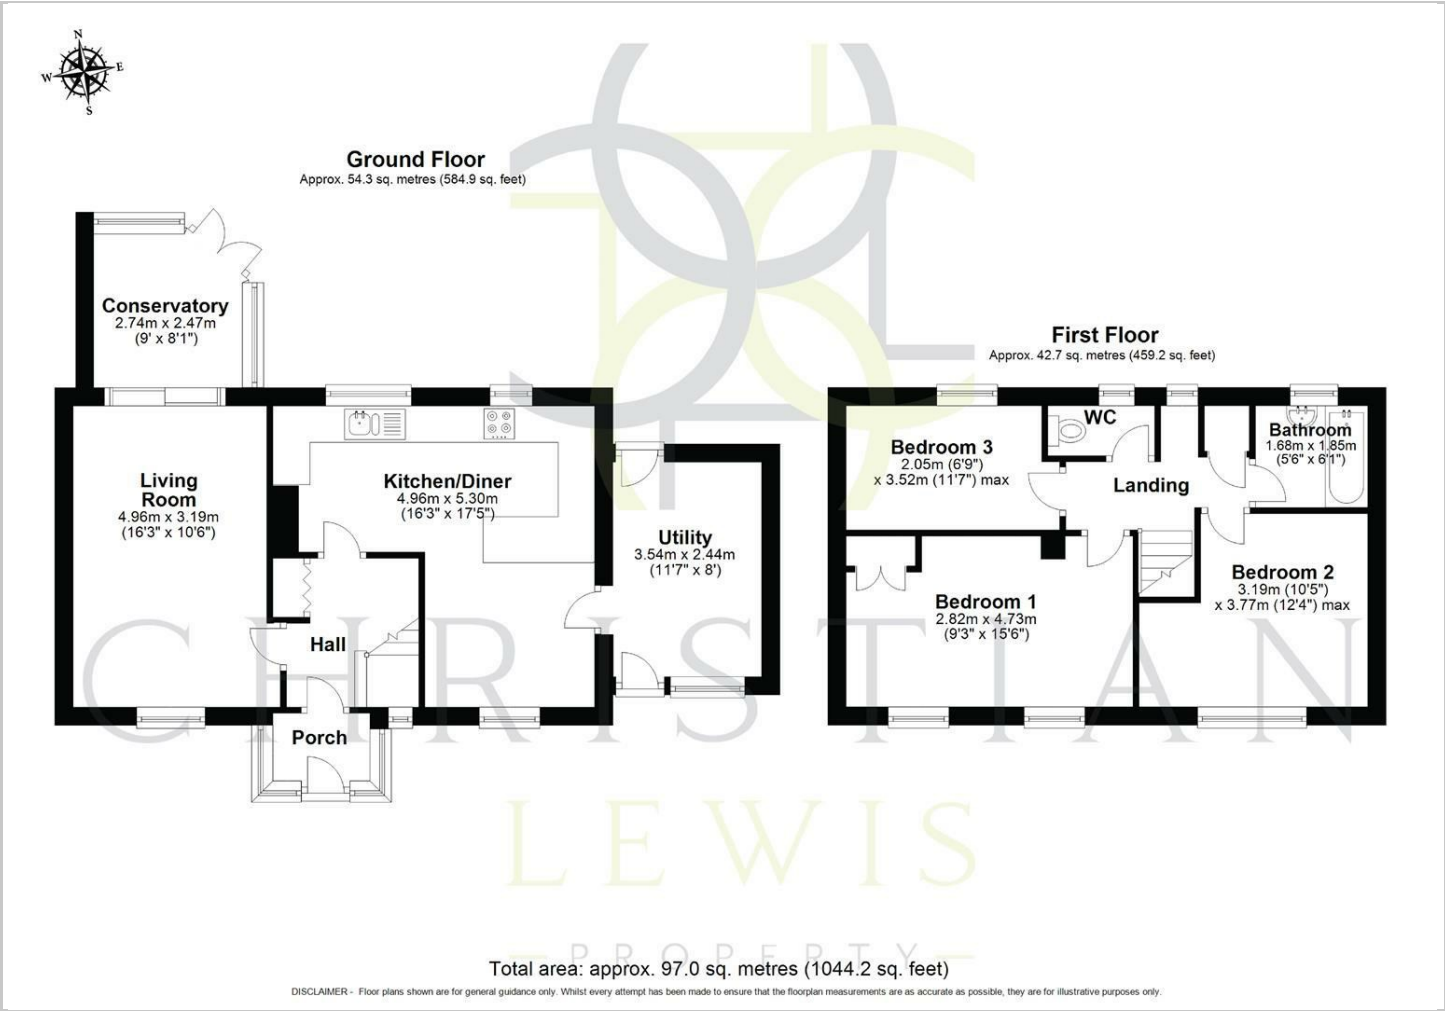 N
W E
S
Ground Floor
Approx. 54.3 sq. metres (584.9 sq. feet)
Conservatory
2.74m x 2.47m
(9' x 8'1")
Living
Room
4.96m x 3.19m
(16'3" x 10'6")
Kitchen/Diner
4.96m x 5.30m
(16'3" x 17'5")
Utility
3.54m x 2.44m
(11'7" x 8')
Hall
Porch
First Floor
Approx. 42.7 sq. metres (459.2 sq. feet)
Bedroom 3
2.05m (6'9")
x 3.52m (11'7") max
WC
Bathroom
1.68m x 1.85m
(5'6" x 6'1")
Landing
Bedroom 1
2.82m x 4.73m
(9'3" x 15'6")
Bedroom 2
3.19m (10'5")
x 3.77m (12'4") max
CHRISTIAN
LEWIS
PROPERTY
Total area: approx. 97.0 sq. metres (1044.2 sq. feet)
DISCLAIMER - Floor plans shown are for general guidance only. Whilst every attempt has been made to ensure that the floorplan measurements are as accurate as possible, they are for illustrative purposes only.